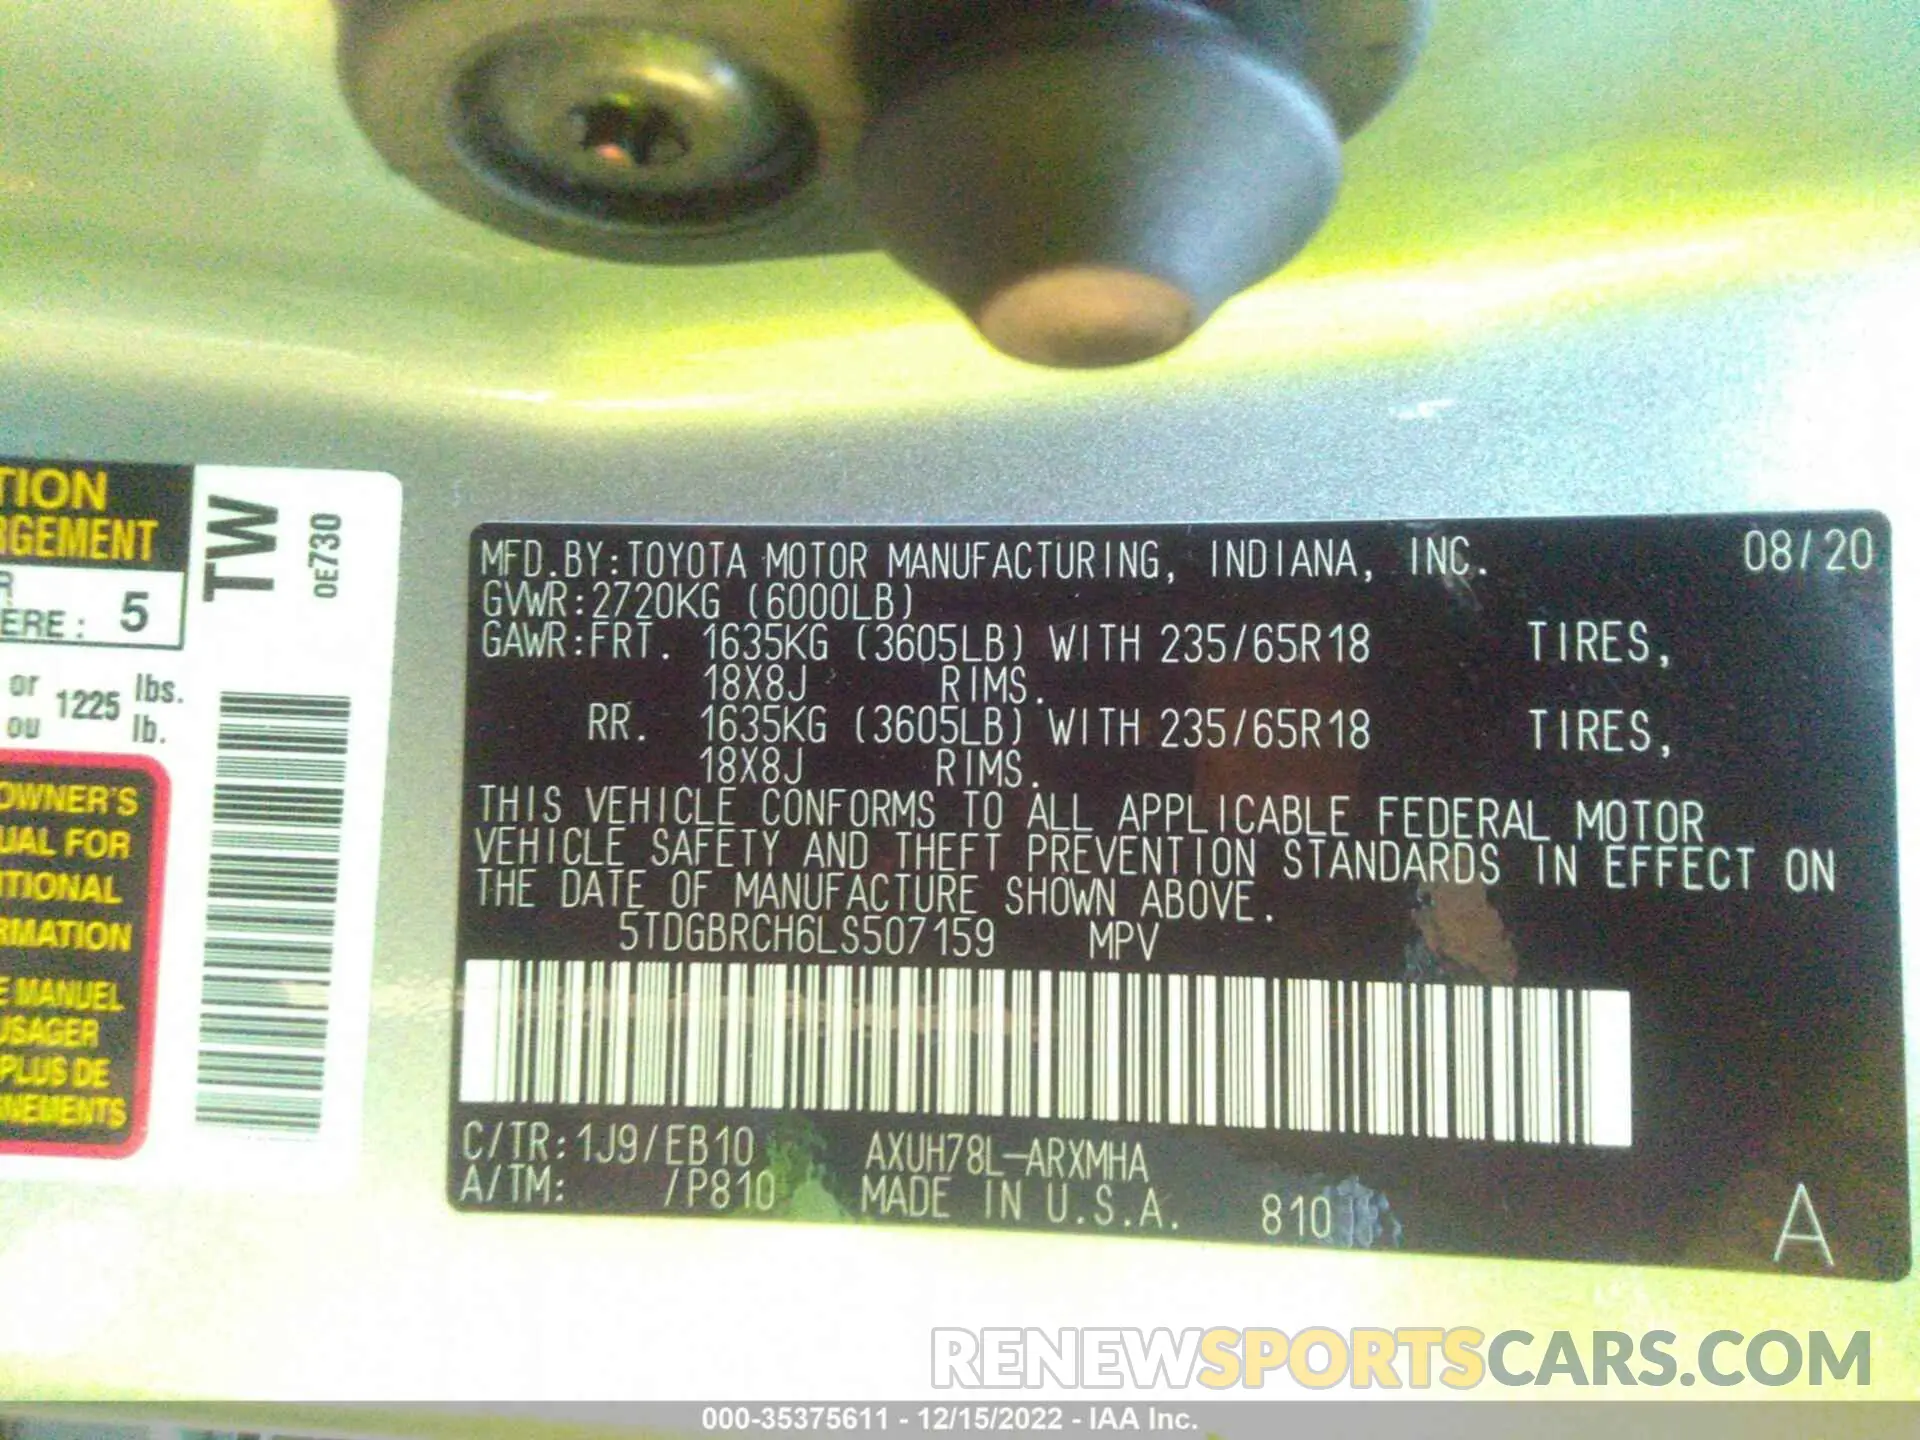 TION
RGEMENT
R
ERE: 5
or 1225 lbs.
ou lb.
OWNER'S
UAL FOR
ITIONAL
RMATION
E MANUEL
USAGER
PLUS DE
GNEMENTS
TW
0E730
MFD.BY:TOYOTA MOTOR MANUFACTURING, INDIANA, INC. 08/20
GVWR:2720KG (6000LB)
GAWR:FRT. 1635KG (3605LB) WITH 235/65R18 TIRES,
18X8J RIMS.
RR. 1635KG (3605LB) WITH 235/65R18 TIRES,
18X8J RIMS.
THIS VEHICLE CONFORMS TO ALL APPLICABLE FEDERAL MOTOR
VEHICLE SAFETY AND THEFT PREVENTION STANDARDS IN EFFECT ON
THE DATE OF MANUFACTURE SHOWN ABOVE.
5TDGBRCH6LS507159 MPV
C/TR:1J9/EB10 AXUH78L-ARXMHA
A/TM: /P810 MADE IN U.S.A. 810
A
RENEWSPORTSCARS.COM
000-35375611 - 12/15/2022 - IAA Inc.